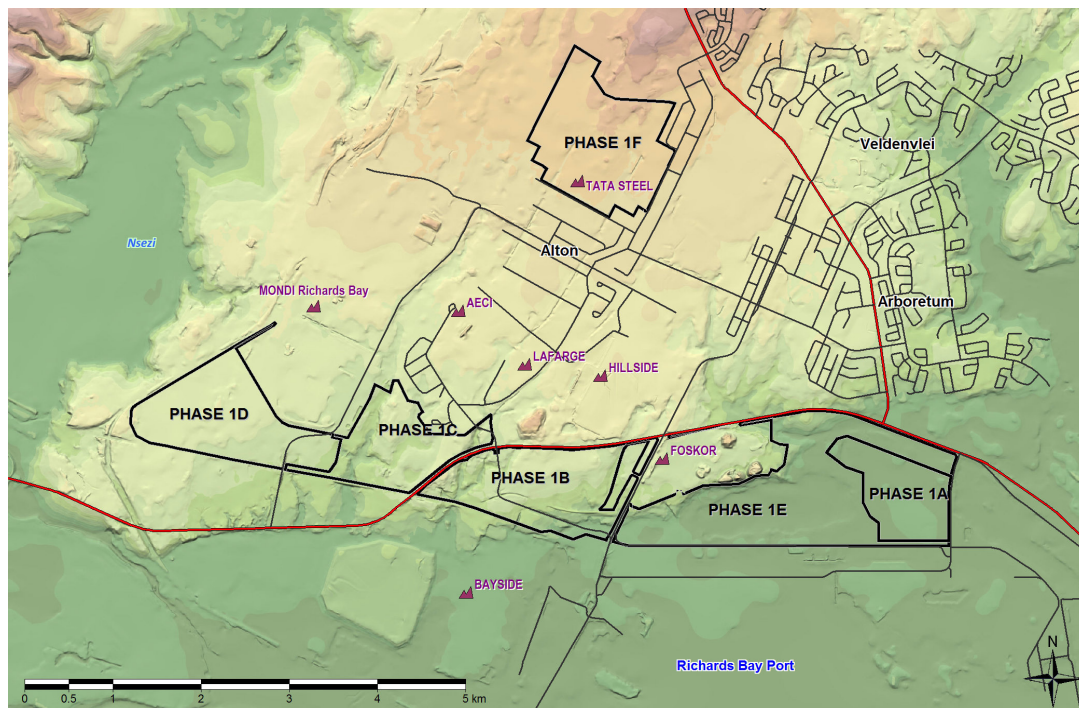 PHASE 1F
Veldenvlei
TATA STEEL
Nsezi
Alton
MONDI Richards Bay
AECI
Arboretum
LAFARGE
HILLSIDE
PHASE 1D
PHASE 1C
FOSKOR
PHASE 1B
PHASE 1A
PHASE 1E
BAYSIDE
N
Richards Bay Port
0 0.5 1 2 3 4 5 km